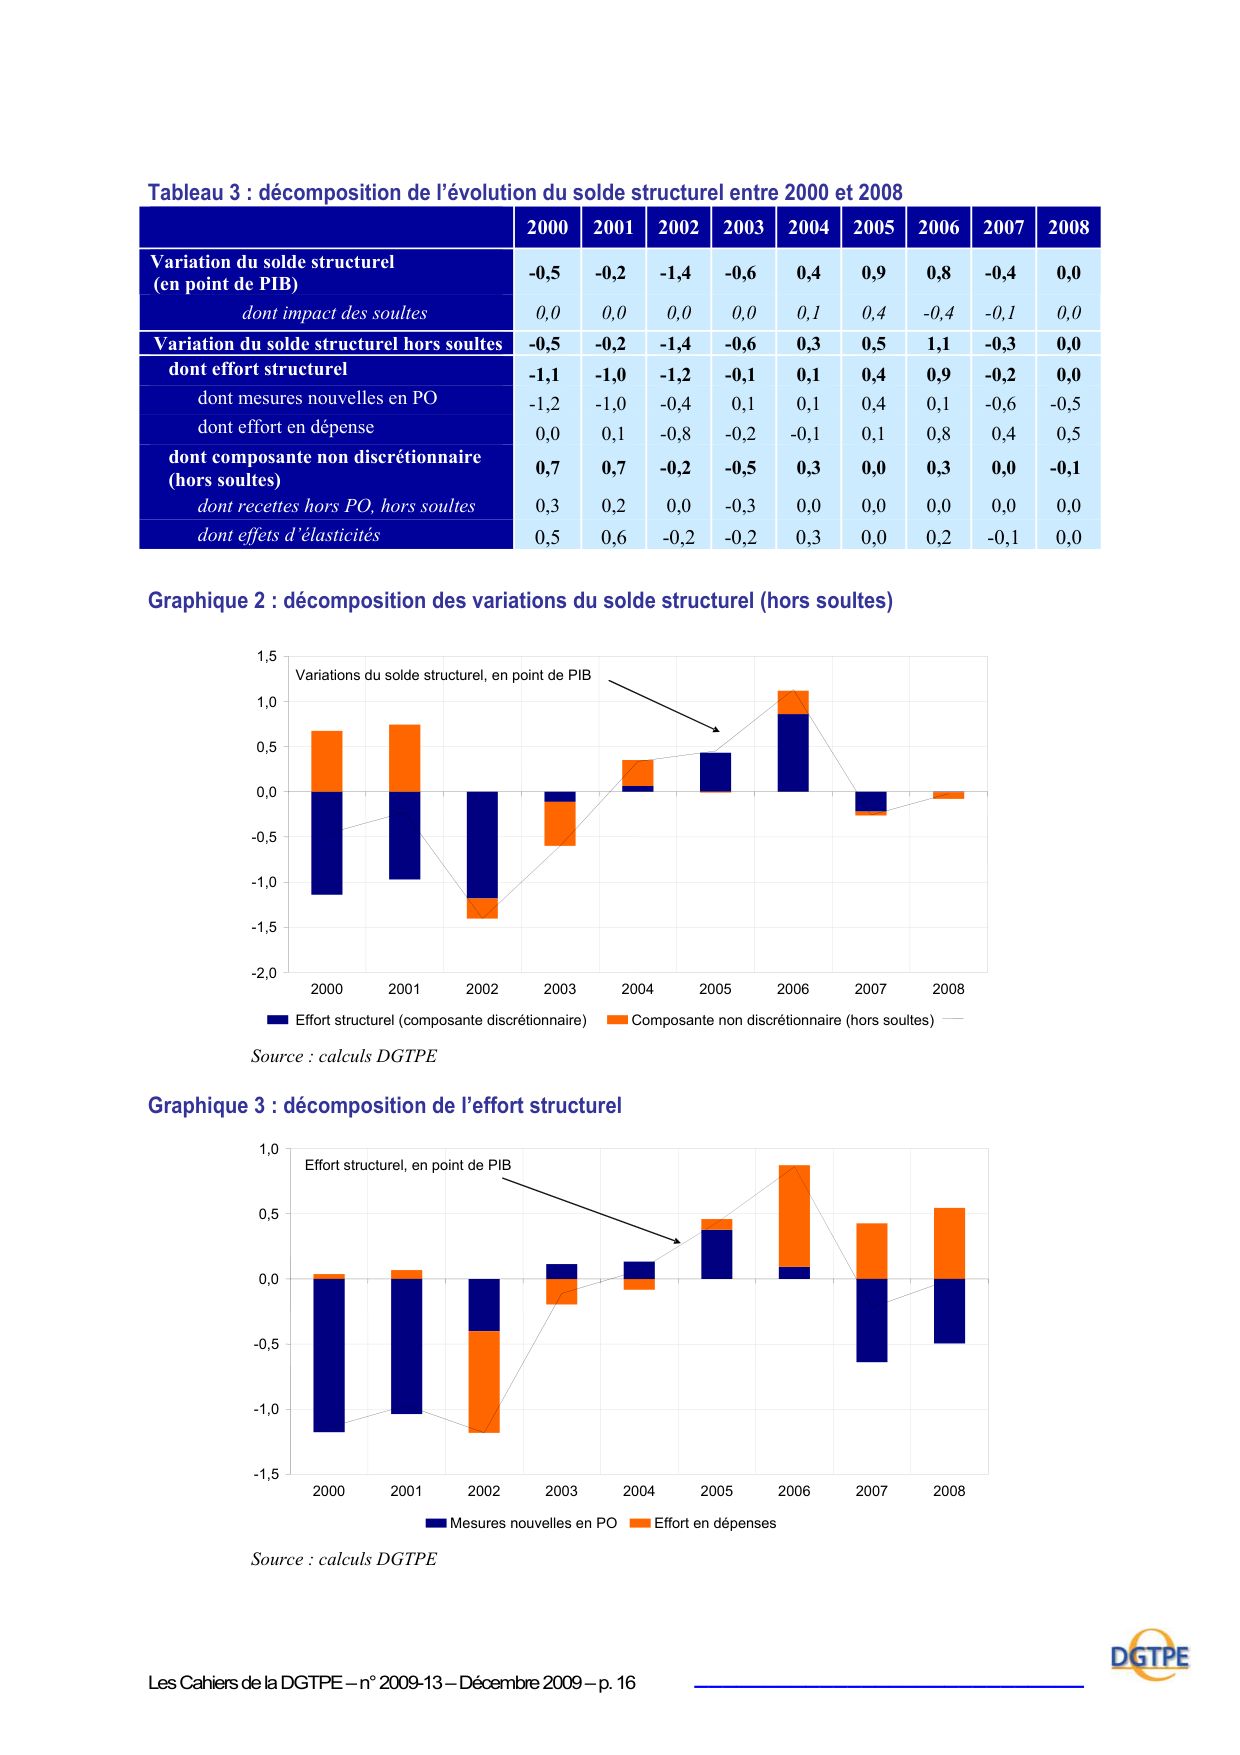 Tableau 3 : décomposition de l’évolution du solde structurel entre 2000 et 2008
2000 2001 2002 2003 2004 2005 2006 2007 2008
Variation du solde structurel
(en point de PIB) -0,5 -0,2 -1,4 -0,6 0,4 0,9 0,8 -0,4 0,0
dont impact des soultes 0,0 0,0 0,0 0,0 0,1 0,4 -0,4 -0,1 0,0
Variation du solde structurel hors soultes -0,5 -0,2 -1,4 -0,6 0,3 0,5 1,1 -0,3 0,0
dont effort structurel -1,1 -1,0 -1,2 -0,1 0,1 0,4 0,9 -0,2 0,0
dont mesures nouvelles en PO -1,2 -1,0 -0,4 0,1 0,1 0,4 0,1 -0,6 -0,5
dont effort en dépense 0,0 0,1 -0,8 -0,2 -0,1 0,1 0,8 0,4 0,5
dont composante non discrétionnaire
(hors soultes) 0,7 0,7 -0,2 -0,5 0,3 0,0 0,3 0,0 -0,1
dont recettes hors PO, hors soultes 0,3 0,2 0,0 -0,3 0,0 0,0 0,0 0,0 0,0
dont effets d’élasticités 0,5 0,6 -0,2 -0,2 0,3 0,0 0,2 -0,1 0,0
Graphique 2 : décomposition des variations du solde structurel (hors soultes)
1,5
Variations du solde structurel, en point de PIB
1,0
0,5
0,0
-0,5
-1,0
-1,5
-2,0
2000 2001 2002 2003 2004 2005 2006 2007 2008
Effort structurel (composante discrétionnaire) Composante non discrétionnaire (hors soultes)
Source : calculs DGTPE
Graphique 3 : décomposition de l’effort structurel
1,0
Effort structurel, en point de PIB
0,5
0,0
-0,5
-1,0
-1,5
2000 2001 2002 2003 2004 2005 2006 2007 2008
Mesures nouvelles en PO Effort en dépenses
Source : calculs DGTPE
DGTPE
Les Cahiers de la DGTPE – n° 2009-13 – Décembre 2009 – p. 16